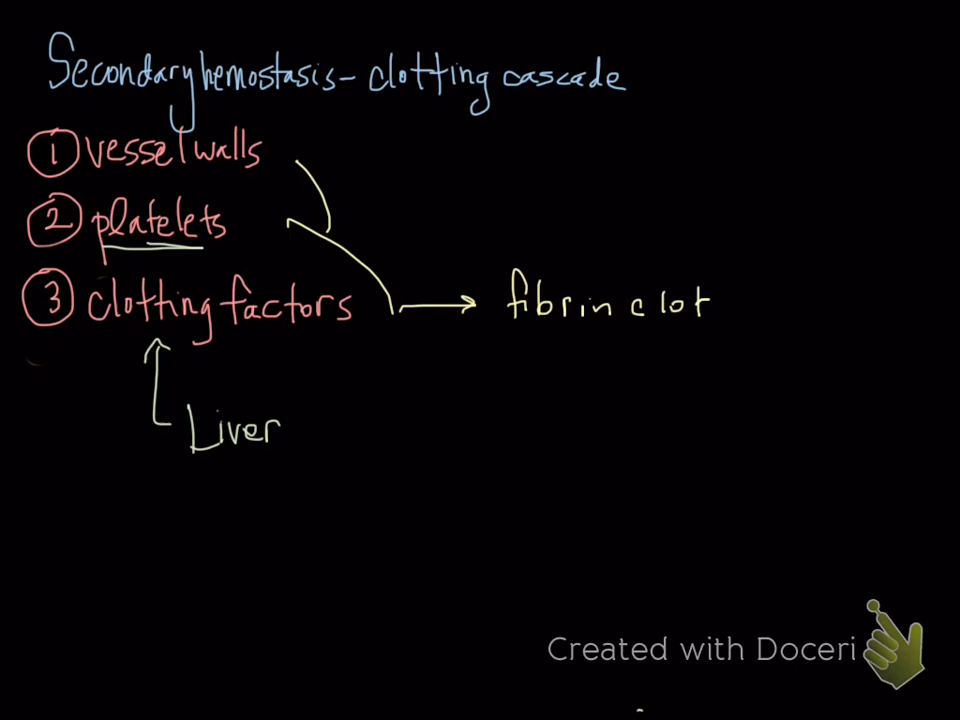 Secondary hemostasis - clotting cascade
① vessel walls
② platelets
③ clotting factors → fibrin clot
Liver
Created with Doceri